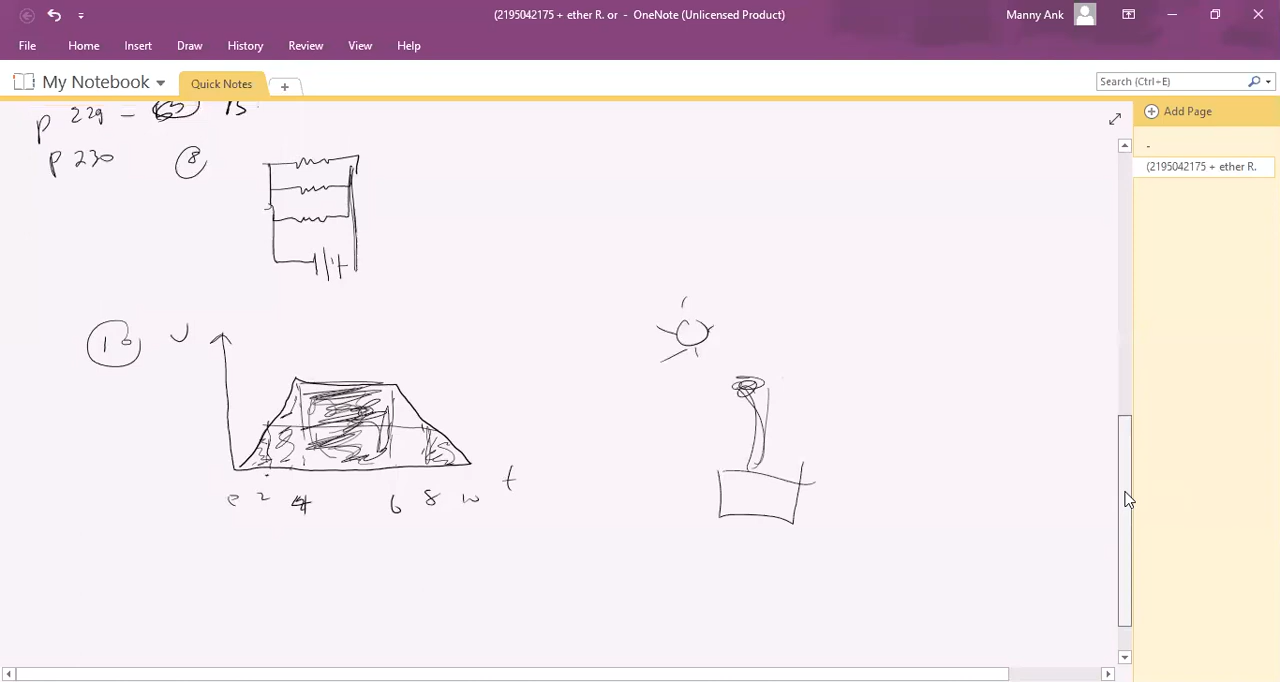 (2195042175 + ether R. or - OneNote (Unlicensed Product)
Manny Ank
File Home Insert Draw History Review View Help
My Notebook
Quick Notes
+
Search (Ctrl+E)
Add Page
-
(2195042175 + ether R.
p 229 - 15
p 230 8
t
2 4 6 8 10